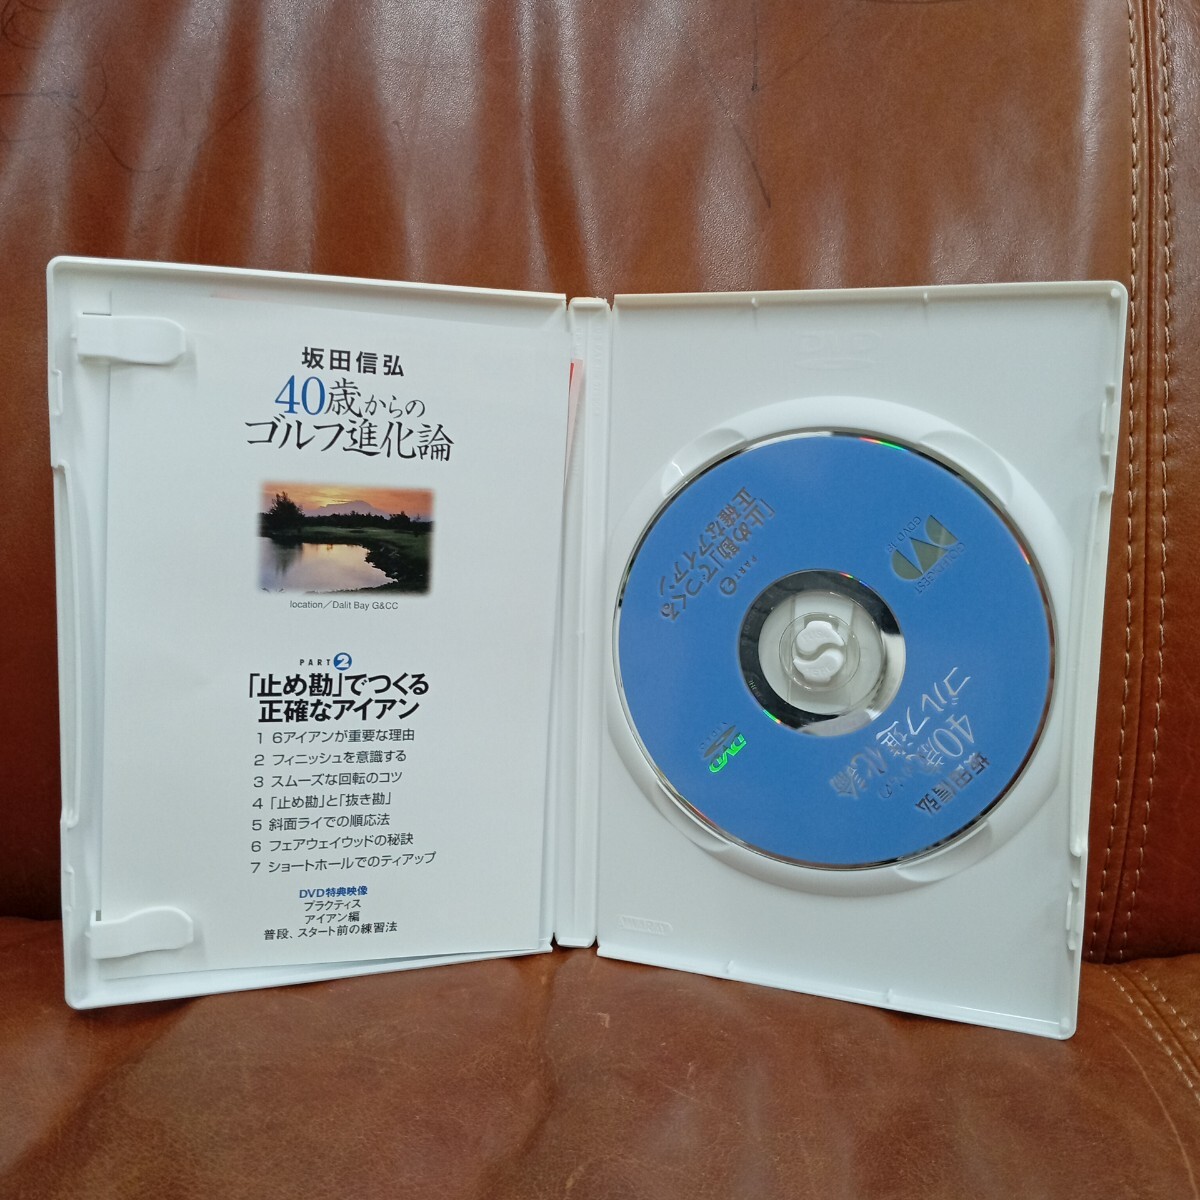 坂田信弘
40歳からの
ゴルフ進化論
location／Dalit Bay G&CC
PART 2
「止め勘」でつくる
正確なアイアン
1 6アイアンが重要な理由
2 フィニッシュを意識する
3 スムーズな回転のコツ
4 「止め勘」と「抜き勘」
5 斜面ライでの順応法
6 フェアウェイウッドの秘訣
7 ショートホールでのティアップ
DVD特典映像
プラクティス
アイアン編
普段、スタート前の練習法
坂田信弘
40歳からの
ゴルフ進化論
PART 2
「止め勘」でつくる
正確なアイアン
DVD
VIDEO
DVD
GOLF DIGEST